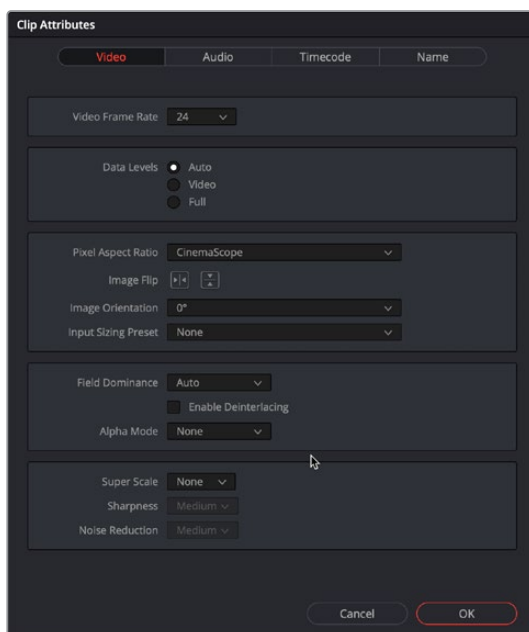 Clip Attributes
Video Audio Timecode Name
Video Frame Rate 24
Data Levels Auto
Video
Full
Pixel Aspect Ratio CinemaScope
Image Flip
Image Orientation 0°
Input Sizing Preset None
Field Dominance Auto
Enable Deinterlacing
Alpha Mode None
Super Scale None
Sharpness Medium
Noise Reduction Medium
Cancel OK